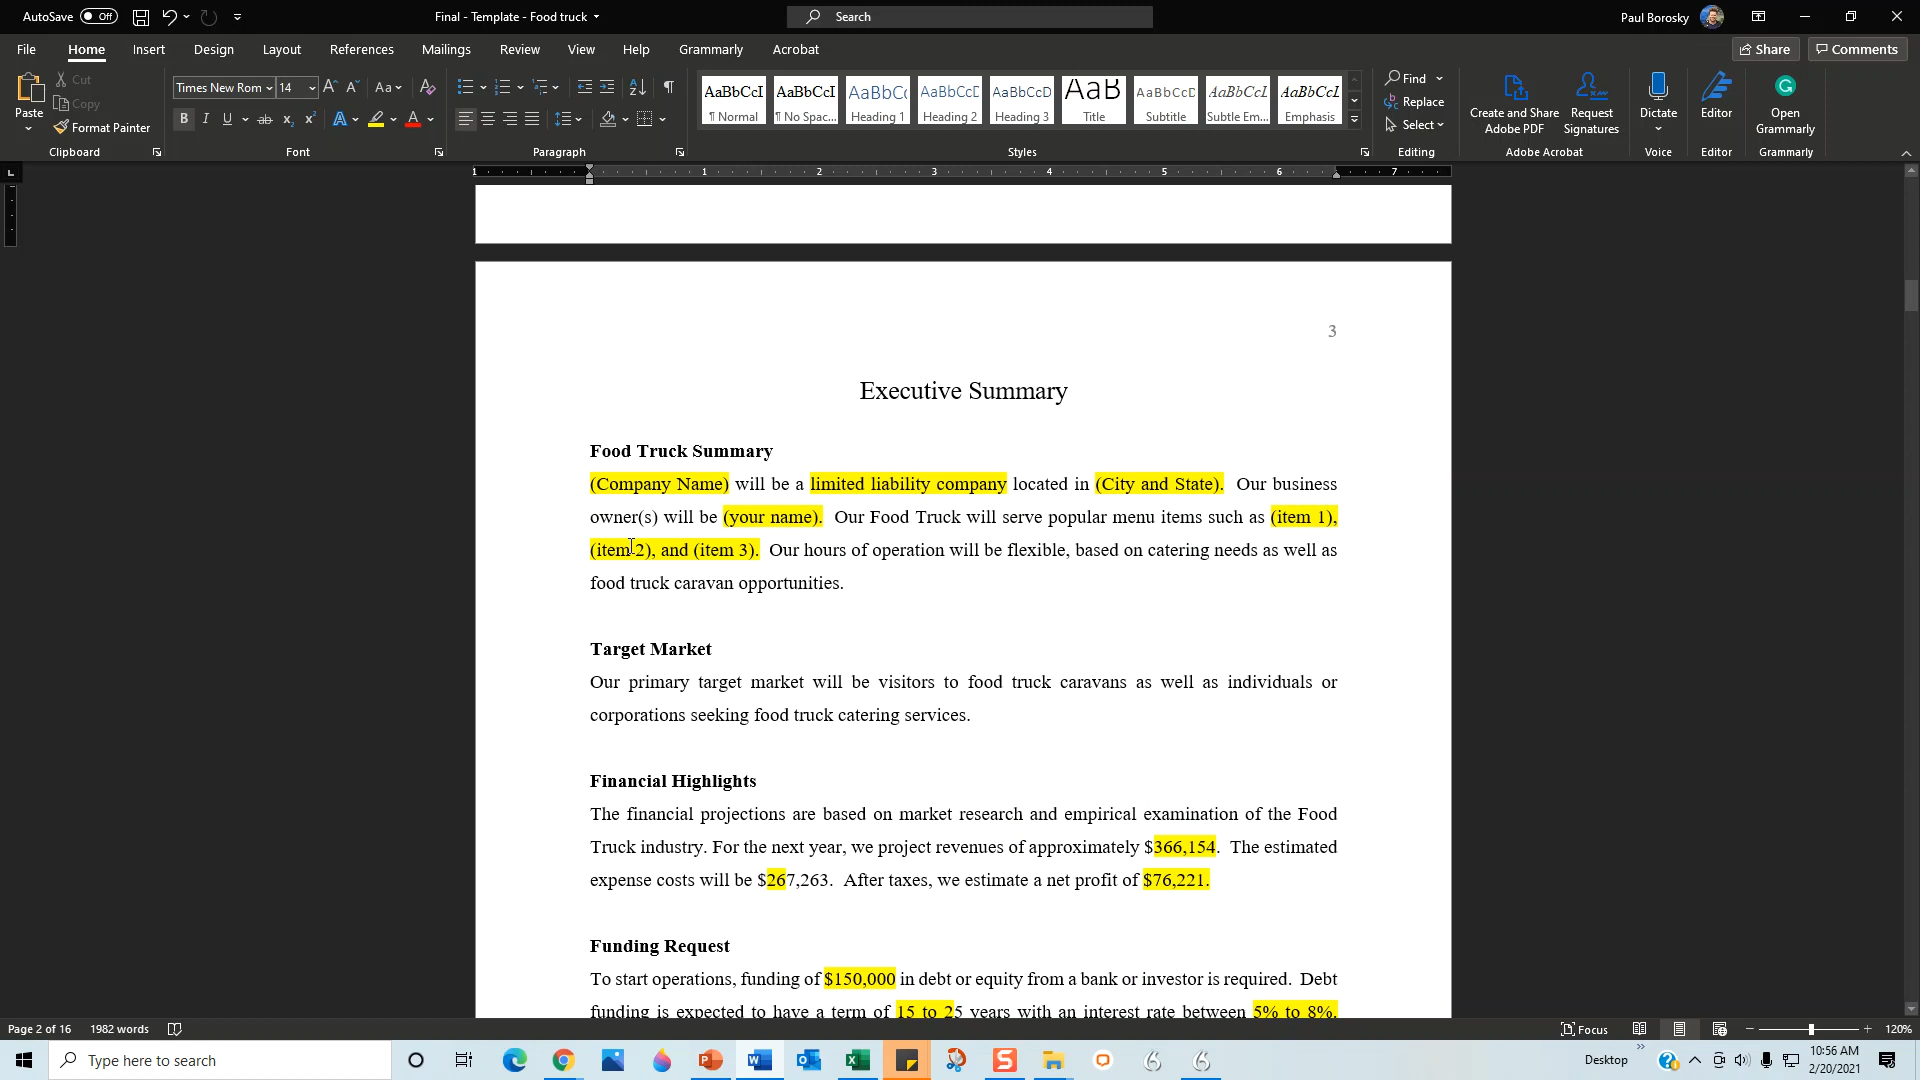 AutoSave Off Final - Template - Food truck Search Paul Borosky
File Home Insert Design Layout References Mailings Review View Help Grammarly Acrobat Share Comments
Paste Cut Copy Format Painter
Times New Rom 14 Aa
AaBbCcI AaBbCcI AaBbCc AaBbCcD AaBbCcD AaB AaBbCcD AaBbCcL AaBbCcL
¶ Normal ¶ No Spac... Heading 1 Heading 2 Heading 3 Title Subtitle Subtle Em... Emphasis
Find Replace Select
Create and Share Adobe PDF Request Signatures Dictate Editor Open Grammarly
Clipboard Font Paragraph Styles Editing Adobe Acrobat Voice Editor Grammarly
1 1 2 3 4 5 6 7
3
Executive Summary
Food Truck Summary
(Company Name) will be a limited liability company located in (City and State). Our business
owner(s) will be (your name). Our Food Truck will serve popular menu items such as (item 1),
(item 2), and (item 3). Our hours of operation will be flexible, based on catering needs as well as
food truck caravan opportunities.
Target Market
Our primary target market will be visitors to food truck caravans as well as individuals or
corporations seeking food truck catering services.
Financial Highlights
The financial projections are based on market research and empirical examination of the Food
Truck industry. For the next year, we project revenues of approximately $366,154. The estimated
expense costs will be $267,263. After taxes, we estimate a net profit of $76,221.
Funding Request
To start operations, funding of $150,000 in debt or equity from a bank or investor is required. Debt
funding is expected to have a term of 15 to 25 years with an interest rate between 5% to 8%.
Page 2 of 16 1982 words Focus 120%
Type here to search Desktop 10:56 AM
2/20/2021